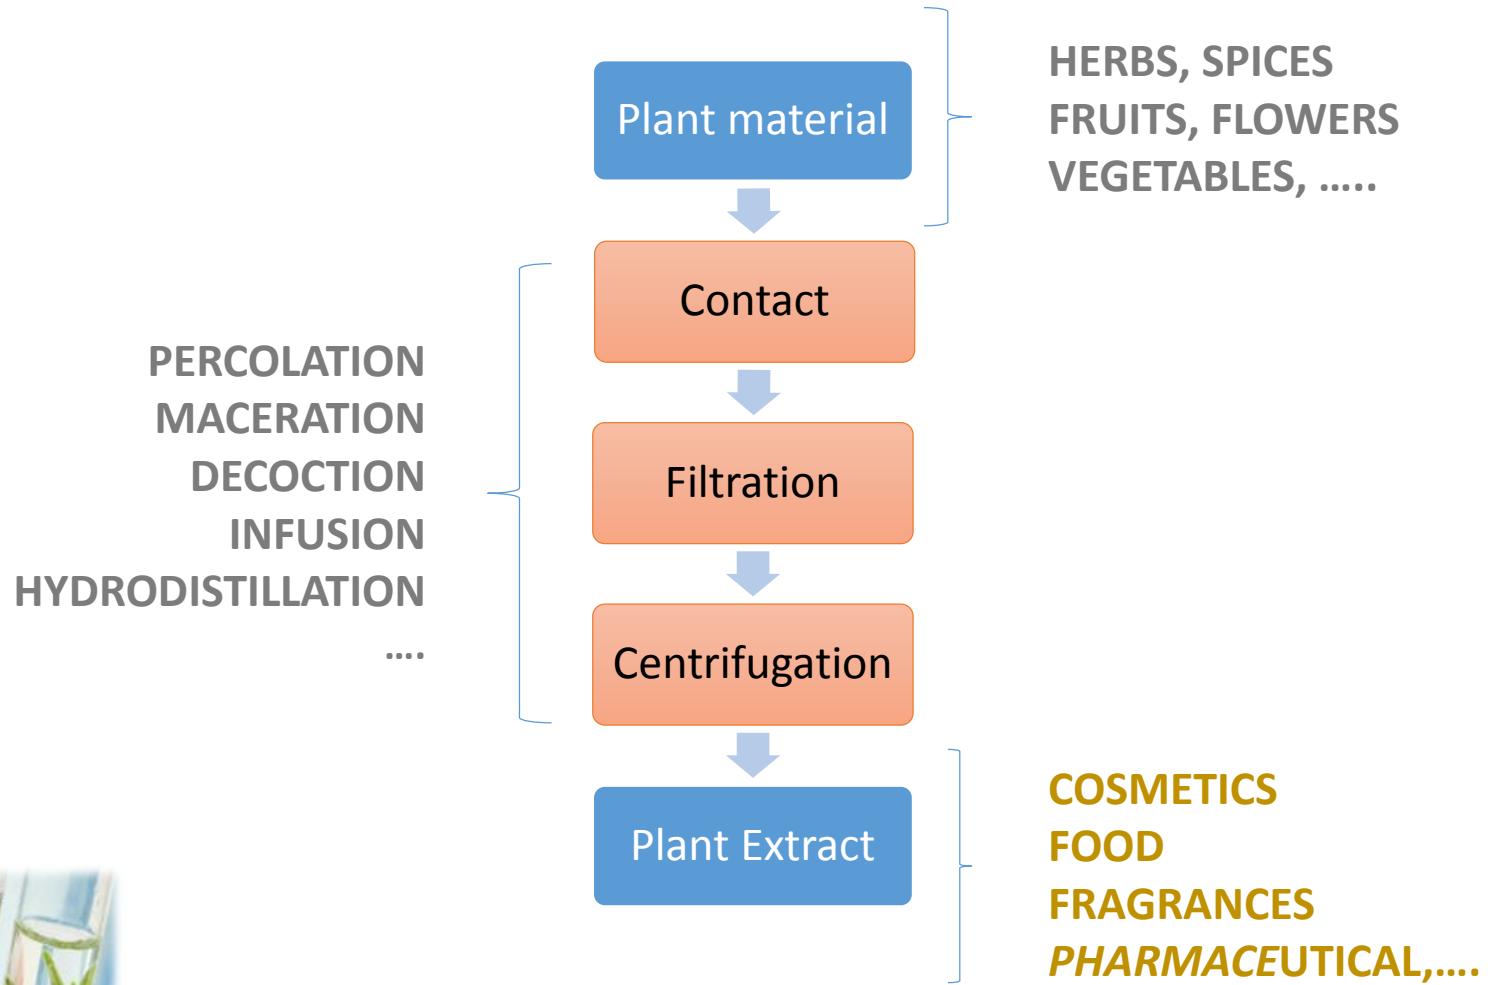 Plant material
HERBS, SPICES
FRUITS, FLOWERS
VEGETABLES, .....
Contact
Filtration
Centrifugation
PERCOLATION
MACERATION
DECOCTION
INFUSION
HYDRODISTILLATION
....
Plant Extract
COSMETICS
FOOD
FRAGRANCES
PHARMACEUTICAL,....